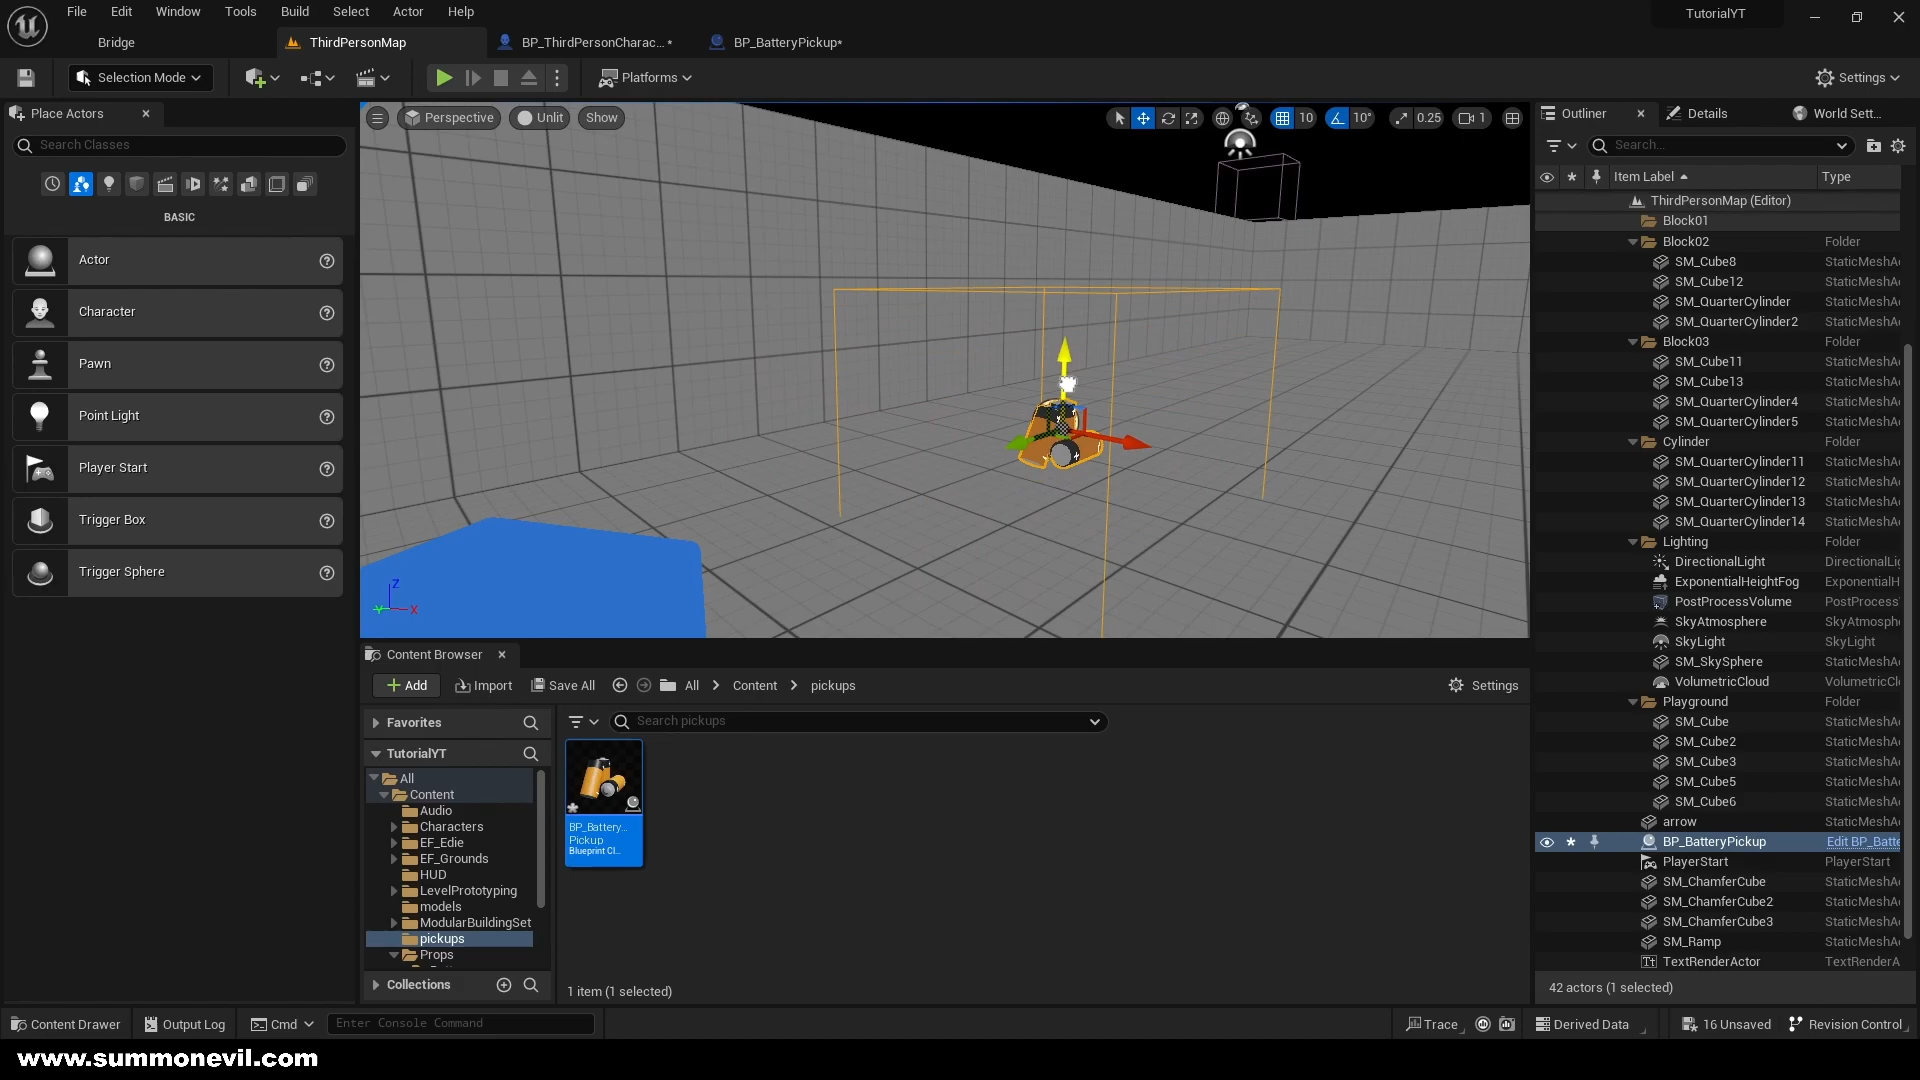 File Edit Window Tools Build Select Actor Help
TutorialYT
Bridge
ThirdPersonMap
BP_ThirdPersonCharac... *
BP_BatteryPickup*
Selection Mode
Platforms
Settings
Place Actors
Search Classes
BASIC
Actor
Character
Pawn
Point Light
Player Start
Trigger Box
Trigger Sphere
Perspective
Unlit
Show
10
10°
0.25
1
Z
Y
X
Outliner
Details
World Sett...
Search...
Item Label
Type
ThirdPersonMap (Editor)
Block01
Block02 Folder
SM_Cube8 StaticMeshA
SM_Cube12 StaticMeshA
SM_QuarterCylinder StaticMeshA
SM_QuarterCylinder2 StaticMeshA
Block03 Folder
SM_Cube11 StaticMeshA
SM_Cube13 StaticMeshA
SM_QuarterCylinder4 StaticMeshA
SM_QuarterCylinder5 StaticMeshA
Cylinder Folder
SM_QuarterCylinder11 StaticMeshA
SM_QuarterCylinder12 StaticMeshA
SM_QuarterCylinder13 StaticMeshA
SM_QuarterCylinder14 StaticMeshA
Lighting Folder
DirectionalLight DirectionalLig
ExponentialHeightFog ExponentialH
PostProcessVolume PostProcess
SkyAtmosphere SkyAtmosph
SkyLight SkyLight
SM_SkySphere StaticMeshA
VolumetricCloud VolumetricCl
Playground Folder
SM_Cube StaticMeshA
SM_Cube2 StaticMeshA
SM_Cube3 StaticMeshA
SM_Cube5 StaticMeshA
SM_Cube6 StaticMeshA
arrow StaticMeshA
BP_BatteryPickup Edit BP_Batte
PlayerStart PlayerStart
SM_ChamferCube StaticMeshA
SM_ChamferCube2 StaticMeshA
SM_ChamferCube3 StaticMeshA
SM_Ramp StaticMeshA
TextRenderActor TextRenderA
42 actors (1 selected)
Content Browser
Add
Import
Save All
All
Content
pickups
Settings
Favorites
TutorialYT
All
Content
Audio
Characters
EF_Edie
EF_Grounds
HUD
LevelPrototyping
models
ModularBuildingSet
pickups
Props
Collections
Search pickups
BP_Battery...
Pickup
Blueprint Cl...
1 item (1 selected)
Content Drawer
Output Log
Cmd
Enter Console Command
Trace
Derived Data
16 Unsaved
Revision Control
www.summonevil.com